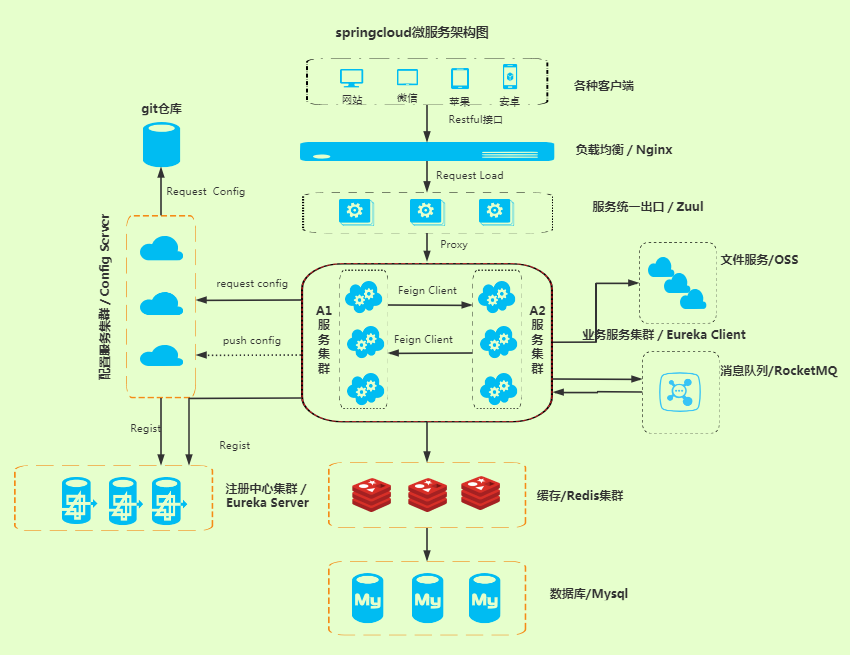 springcloud微服务架构图
网站
微信
苹果
安卓
各种客户端
Restful接口
负载均衡 / Nginx
Request Load
服务统一出口 / Zuul
Proxy
git仓库
Request Config
配置服务集群 / Config Server
request config
push config
A1
服
务
集
群
Feign Client
Feign Client
A2
服
务
集
群
文件服务/OSS
业务服务集群 / Eureka Client
消息队列/RocketMQ
Regist
Regist
注册中心集群 /
Eureka Server
缓存/Redis集群
My
My
My
数据库/Mysql